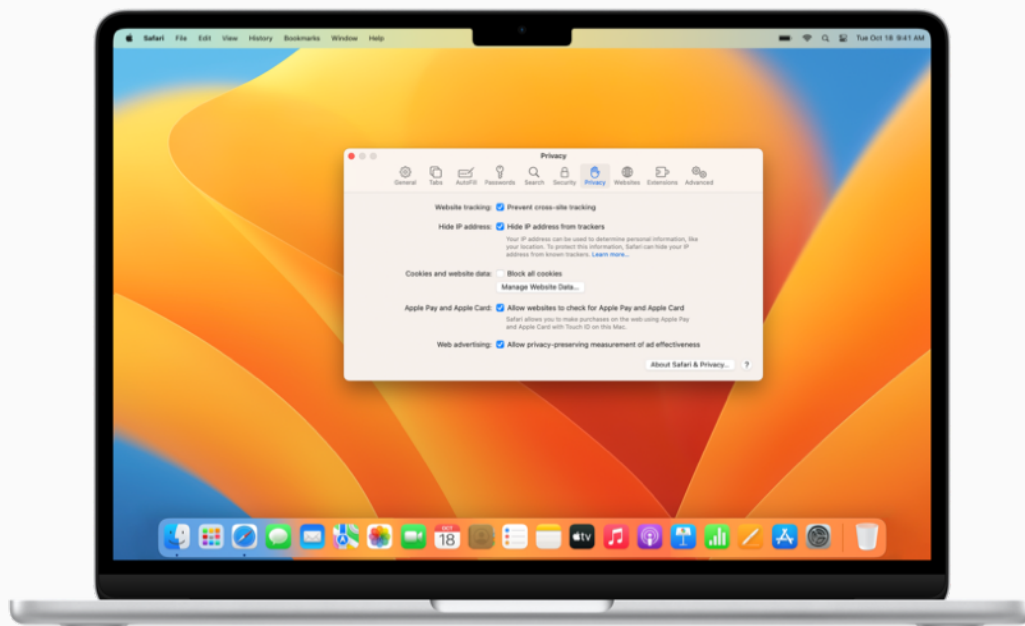 Safari File Edit View History Bookmarks Window Help
Tue Oct 18 9:41 AM
Privacy
General Tabs AutoFill Passwords Search Security Privacy Websites Extensions Advanced
Website tracking: Prevent cross-site tracking
Hide IP address: Hide IP address from trackers
Your IP address can be used to determine personal information, like
your location. To protect this information, Safari can hide your IP
address from known trackers. Learn more...
Cookies and website data: Block all cookies
Manage Website Data...
Apple Pay and Apple Card: Allow websites to check for Apple Pay and Apple Card
Safari allows you to make purchases on the web using Apple Pay
and Apple Card with Touch ID on this Mac.
Web advertising: Allow privacy-preserving measurement of ad effectiveness
About Safari & Privacy... ?
OCT
18
tv